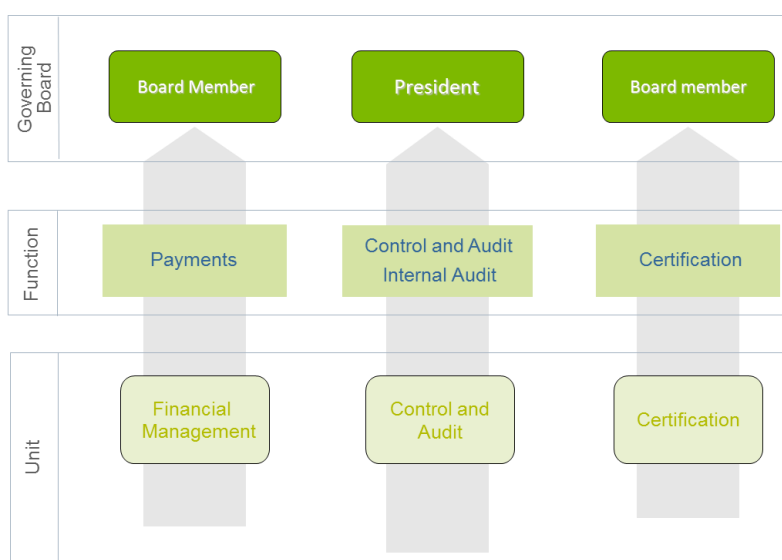 Governing
Board
Board Member
President
Board member
Function
Payments
Control and Audit
Internal Audit
Certification
Unit
Financial
Management
Control and
Audit
Certification